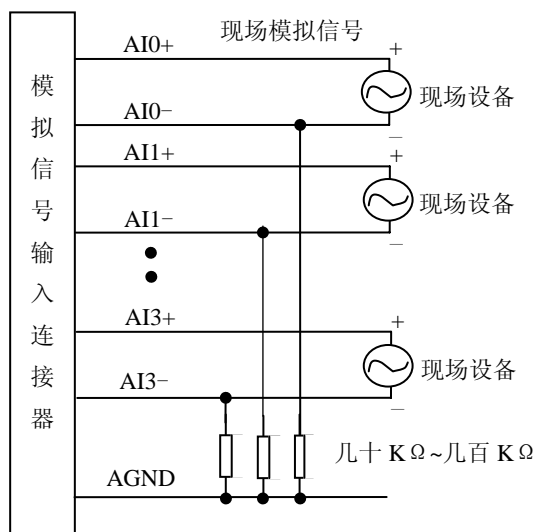 模拟信号输入连接器
现场模拟信号
AI0+
+
现场设备
AI0−
−
AI1+
+
现场设备
AI1−
−
AI3+
+
现场设备
AI3−
−
几十 KΩ~几百 KΩ
AGND